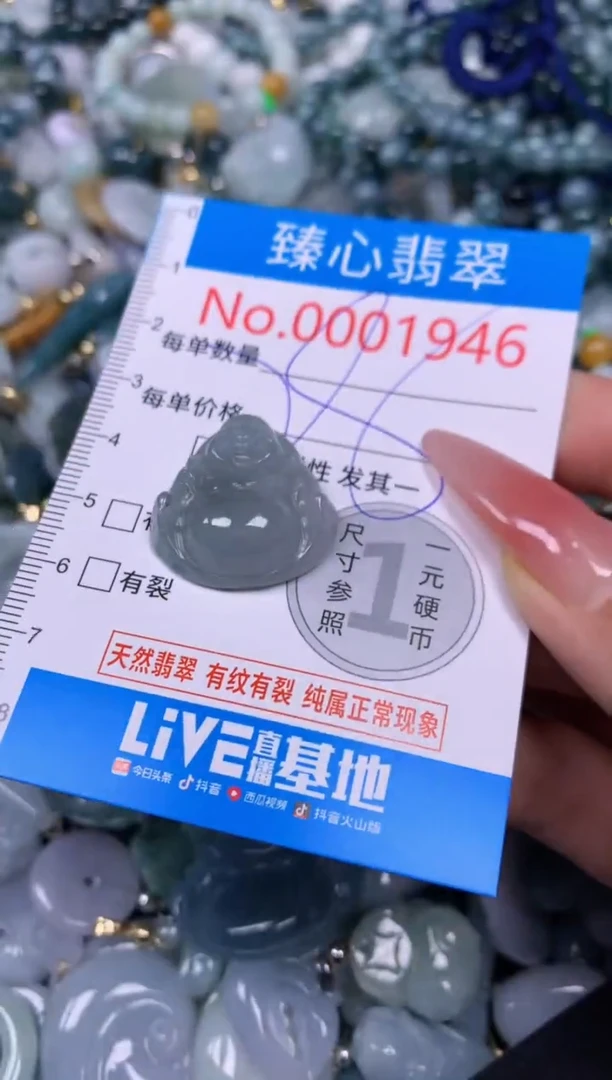 臻心翡翠
No.0001946
每单数量
每单价格
性 发其一
有裂
尺寸参照
1
一元硬币
天然翡翠 有纹有裂 纯属正常现象
LiVE直播基地
今日头条 抖音 西瓜视频 抖音火山版
0
1
2
3
4
5
6
7
8